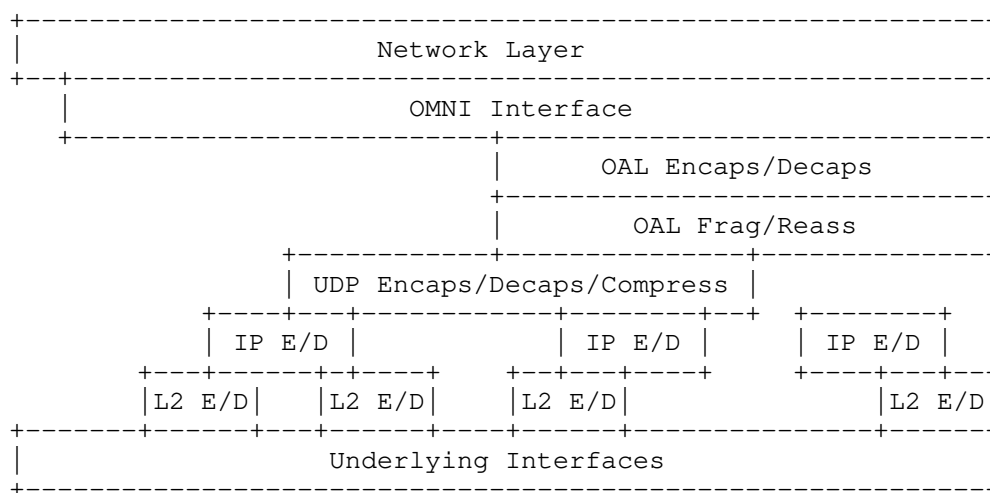 Network Layer
OMNI Interface
OAL Encaps/Decaps
OAL Frag/Reass
UDP Encaps/Decaps/Compress
IP E/D IP E/D IP E/D
L2 E/D L2 E/D L2 E/D L2 E/D
Underlying Interfaces